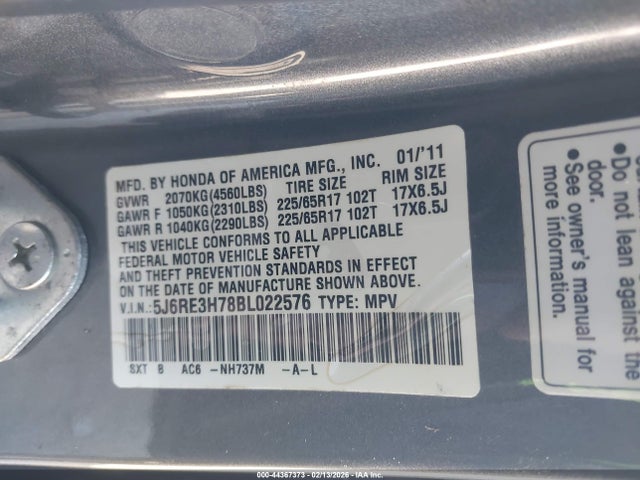 MFD. BY HONDA OF AMERICA MFG., INC. 01/'11
GVWR 2070KG(4560LBS) TIRE SIZE RIM SIZE
GAWR F 1050KG(2310LBS) 225/65R17 102T 17X6.5J
GAWR R 1040KG(2290LBS) 225/65R17 102T 17X6.5J
THIS VEHICLE CONFORMS TO ALL APPLICABLE
FEDERAL MOTOR VEHICLE SAFETY
AND THEFT PREVENTION STANDARDS IN EFFECT
ON THE DATE OF MANUFACTURE SHOWN ABOVE.
V.I.N.:5J6RE3H78BL022576 TYPE: MPV
SXT B AC6 -NH737M -A-L
door.
●See owner's manual for
more information.
against the
000-44367373 - 02/13/2026 - IAA Inc.